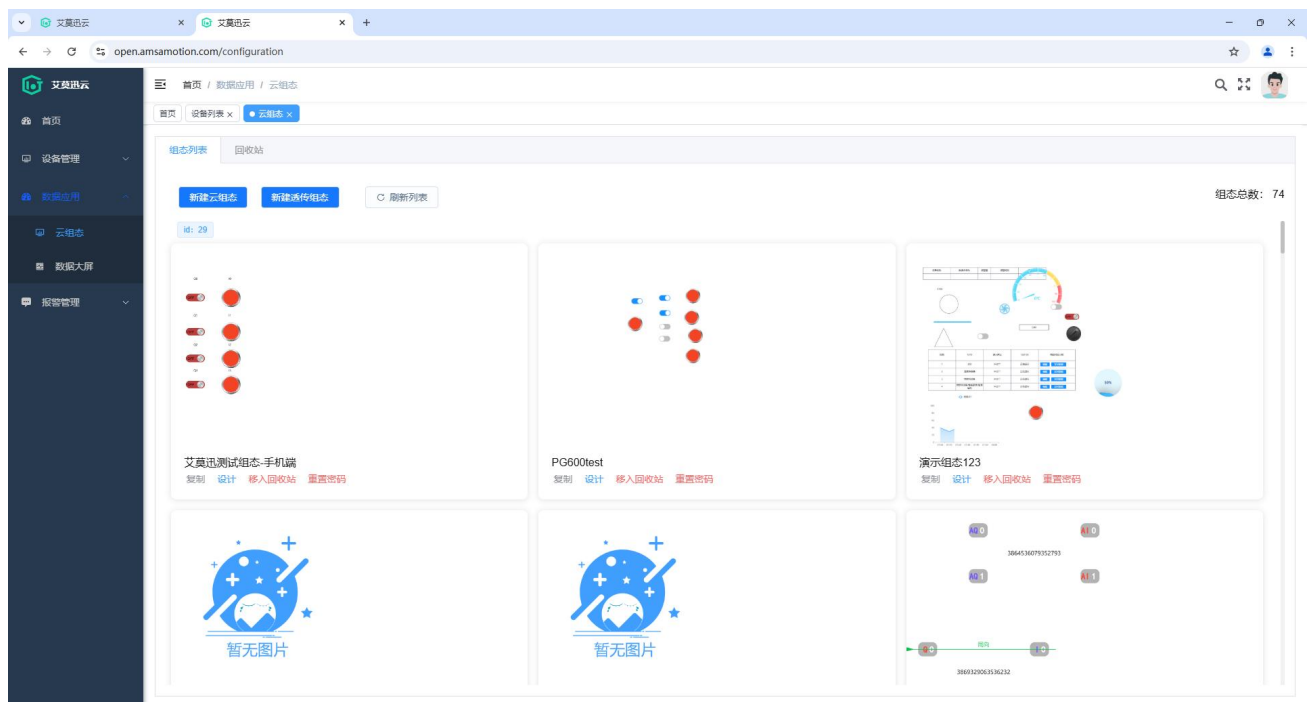 艾莫迅云
艾莫迅云
open.amsamotion.com/configuration
艾莫迅云
首页 / 数据应用 / 云组态
首页
设备列表
云组态
首页
设备管理
数据应用
云组态
数据大屏
报警管理
组态列表
回收站
新建云组态
新建透传组态
刷新列表
组态总数: 74
id: 29
艾莫迅测试组态-手机端
复制 设计 移入回收站 重置密码
PG600test
复制 设计 移入回收站 重置密码
演示组态123
复制 设计 移入回收站 重置密码
暂无图片
暂无图片
AQ 0
AI 0
3864536079352793
AQ 1
AI 1
Q 0
I 0
3869329063536232